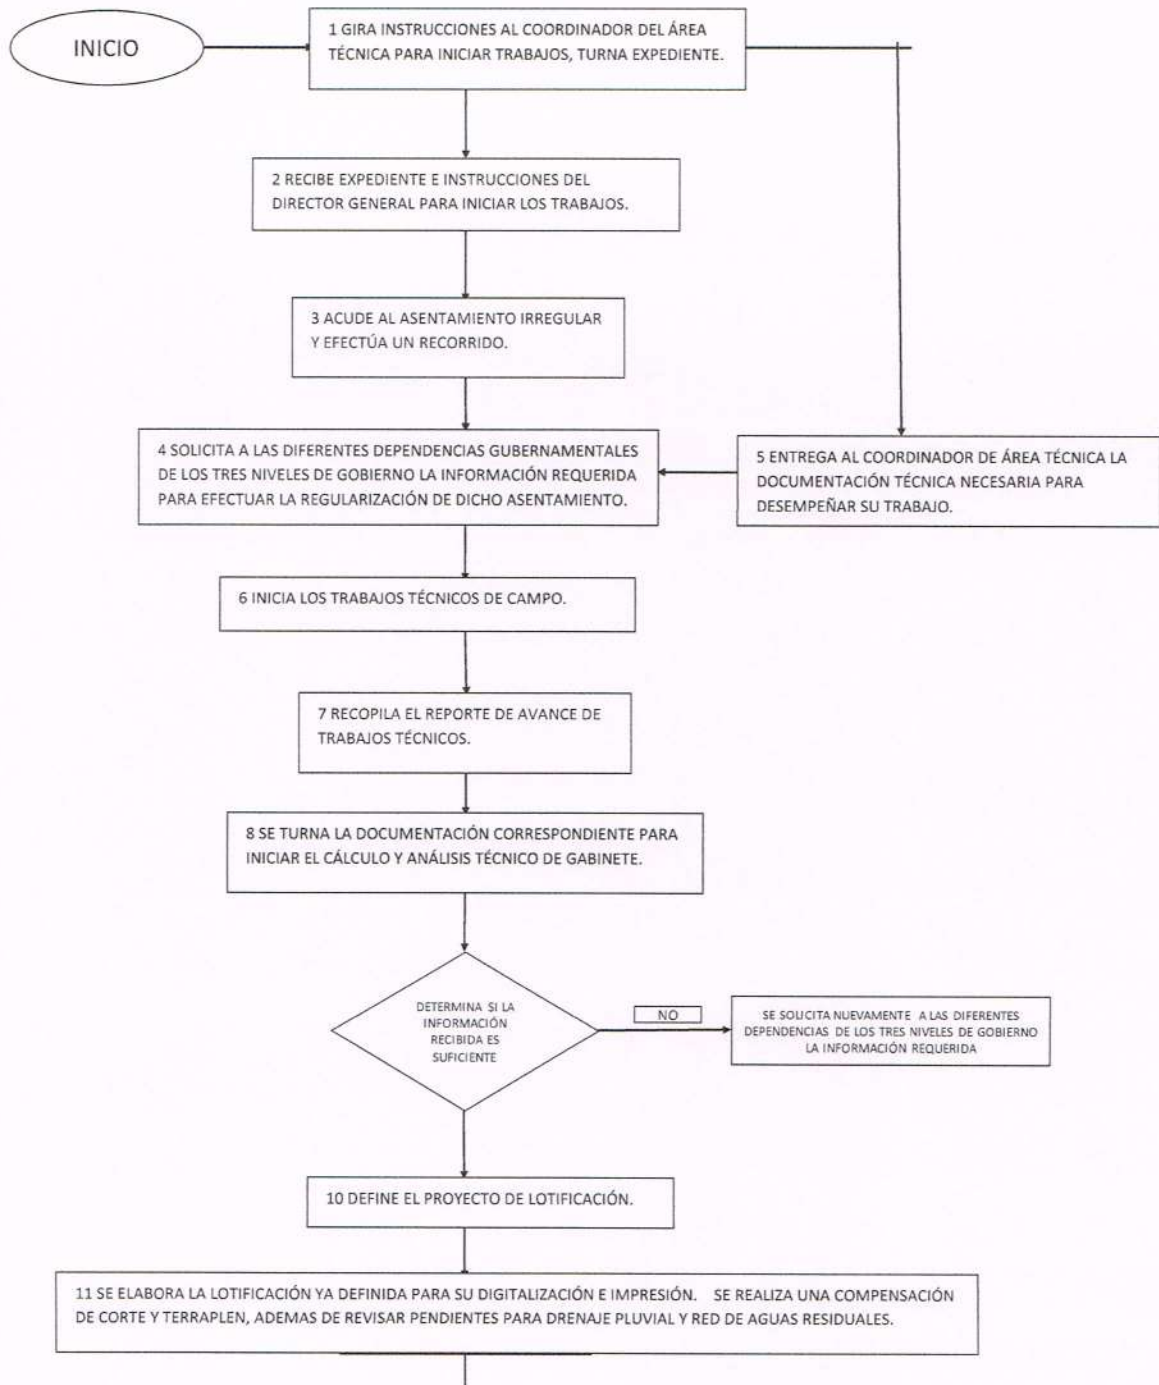 INICIO
1 GIRA INSTRUCCIONES AL COORDINADOR DEL ÁREA
TÉCNICA PARA INICIAR TRABAJOS, TURNA EXPEDIENTE.
2 RECIBE EXPEDIENTE E INSTRUCCIONES DEL
DIRECTOR GENERAL PARA INICIAR LOS TRABAJOS.
3 ACUDE AL ASENTAMIENTO IRREGULAR
Y EFECTÚA UN RECORRIDO.
4 SOLICITA A LAS DIFERENTES DEPENDENCIAS GUBERNAMENTALES
DE LOS TRES NIVELES DE GOBIERNO LA INFORMACIÓN REQUERIDA
PARA EFECTUAR LA REGULARIZACIÓN DE DICHO ASENTAMIENTO.
5 ENTREGA AL COORDINADOR DE ÁREA TÉCNICA LA
DOCUMENTACIÓN TÉCNICA NECESARIA PARA
DESEMPEÑAR SU TRABAJO.
6 INICIA LOS TRABAJOS TÉCNICOS DE CAMPO.
7 RECOPILA EL REPORTE DE AVANCE DE
TRABAJOS TÉCNICOS.
8 SE TURNA LA DOCUMENTACIÓN CORRESPONDIENTE PARA
INICIAR EL CÁLCULO Y ANÁLISIS TÉCNICO DE GABINETE.
DETERMINA SI LA
INFORMACIÓN
RECIBIDA ES
SUFICIENTE
NO
SE SOLICITA NUEVAMENTE A LAS DIFERENTES
DEPENDENCIAS DE LOS TRES NIVELES DE GOBIERNO
LA INFORMACIÓN REQUERIDA
10 DEFINE EL PROYECTO DE LOTIFICACIÓN.
11 SE ELABORA LA LOTIFICACIÓN YA DEFINIDA PARA SU DIGITALIZACIÓN E IMPRESIÓN. SE REALIZA UNA COMPENSACIÓN
DE CORTE Y TERRAPLEN, ADEMAS DE REVISAR PENDIENTES PARA DRENAJE PLUVIAL Y RED DE AGUAS RESIDUALES.